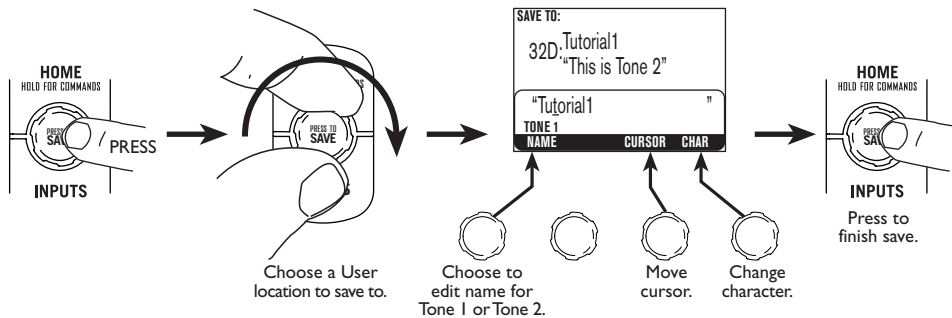 HOME
HOLD FOR COMMANDS
PRESS
INPUTS
PRESS TO
SAVE
Choose a User
location to save to.
SAVE TO:
32D: Tutorial1
"This is Tone 2"
"Tutorial1 "
TONE 1
NAME CURSOR CHAR
Choose to
edit name for
Tone 1 or Tone 2.
Move
cursor.
Change
character.
HOME
HOLD FOR COMMANDS
INPUTS
Press to
finish save.